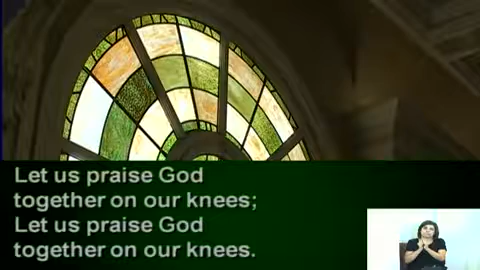 Let us praise God
together on our knees;
Let us praise God
together on our knees.